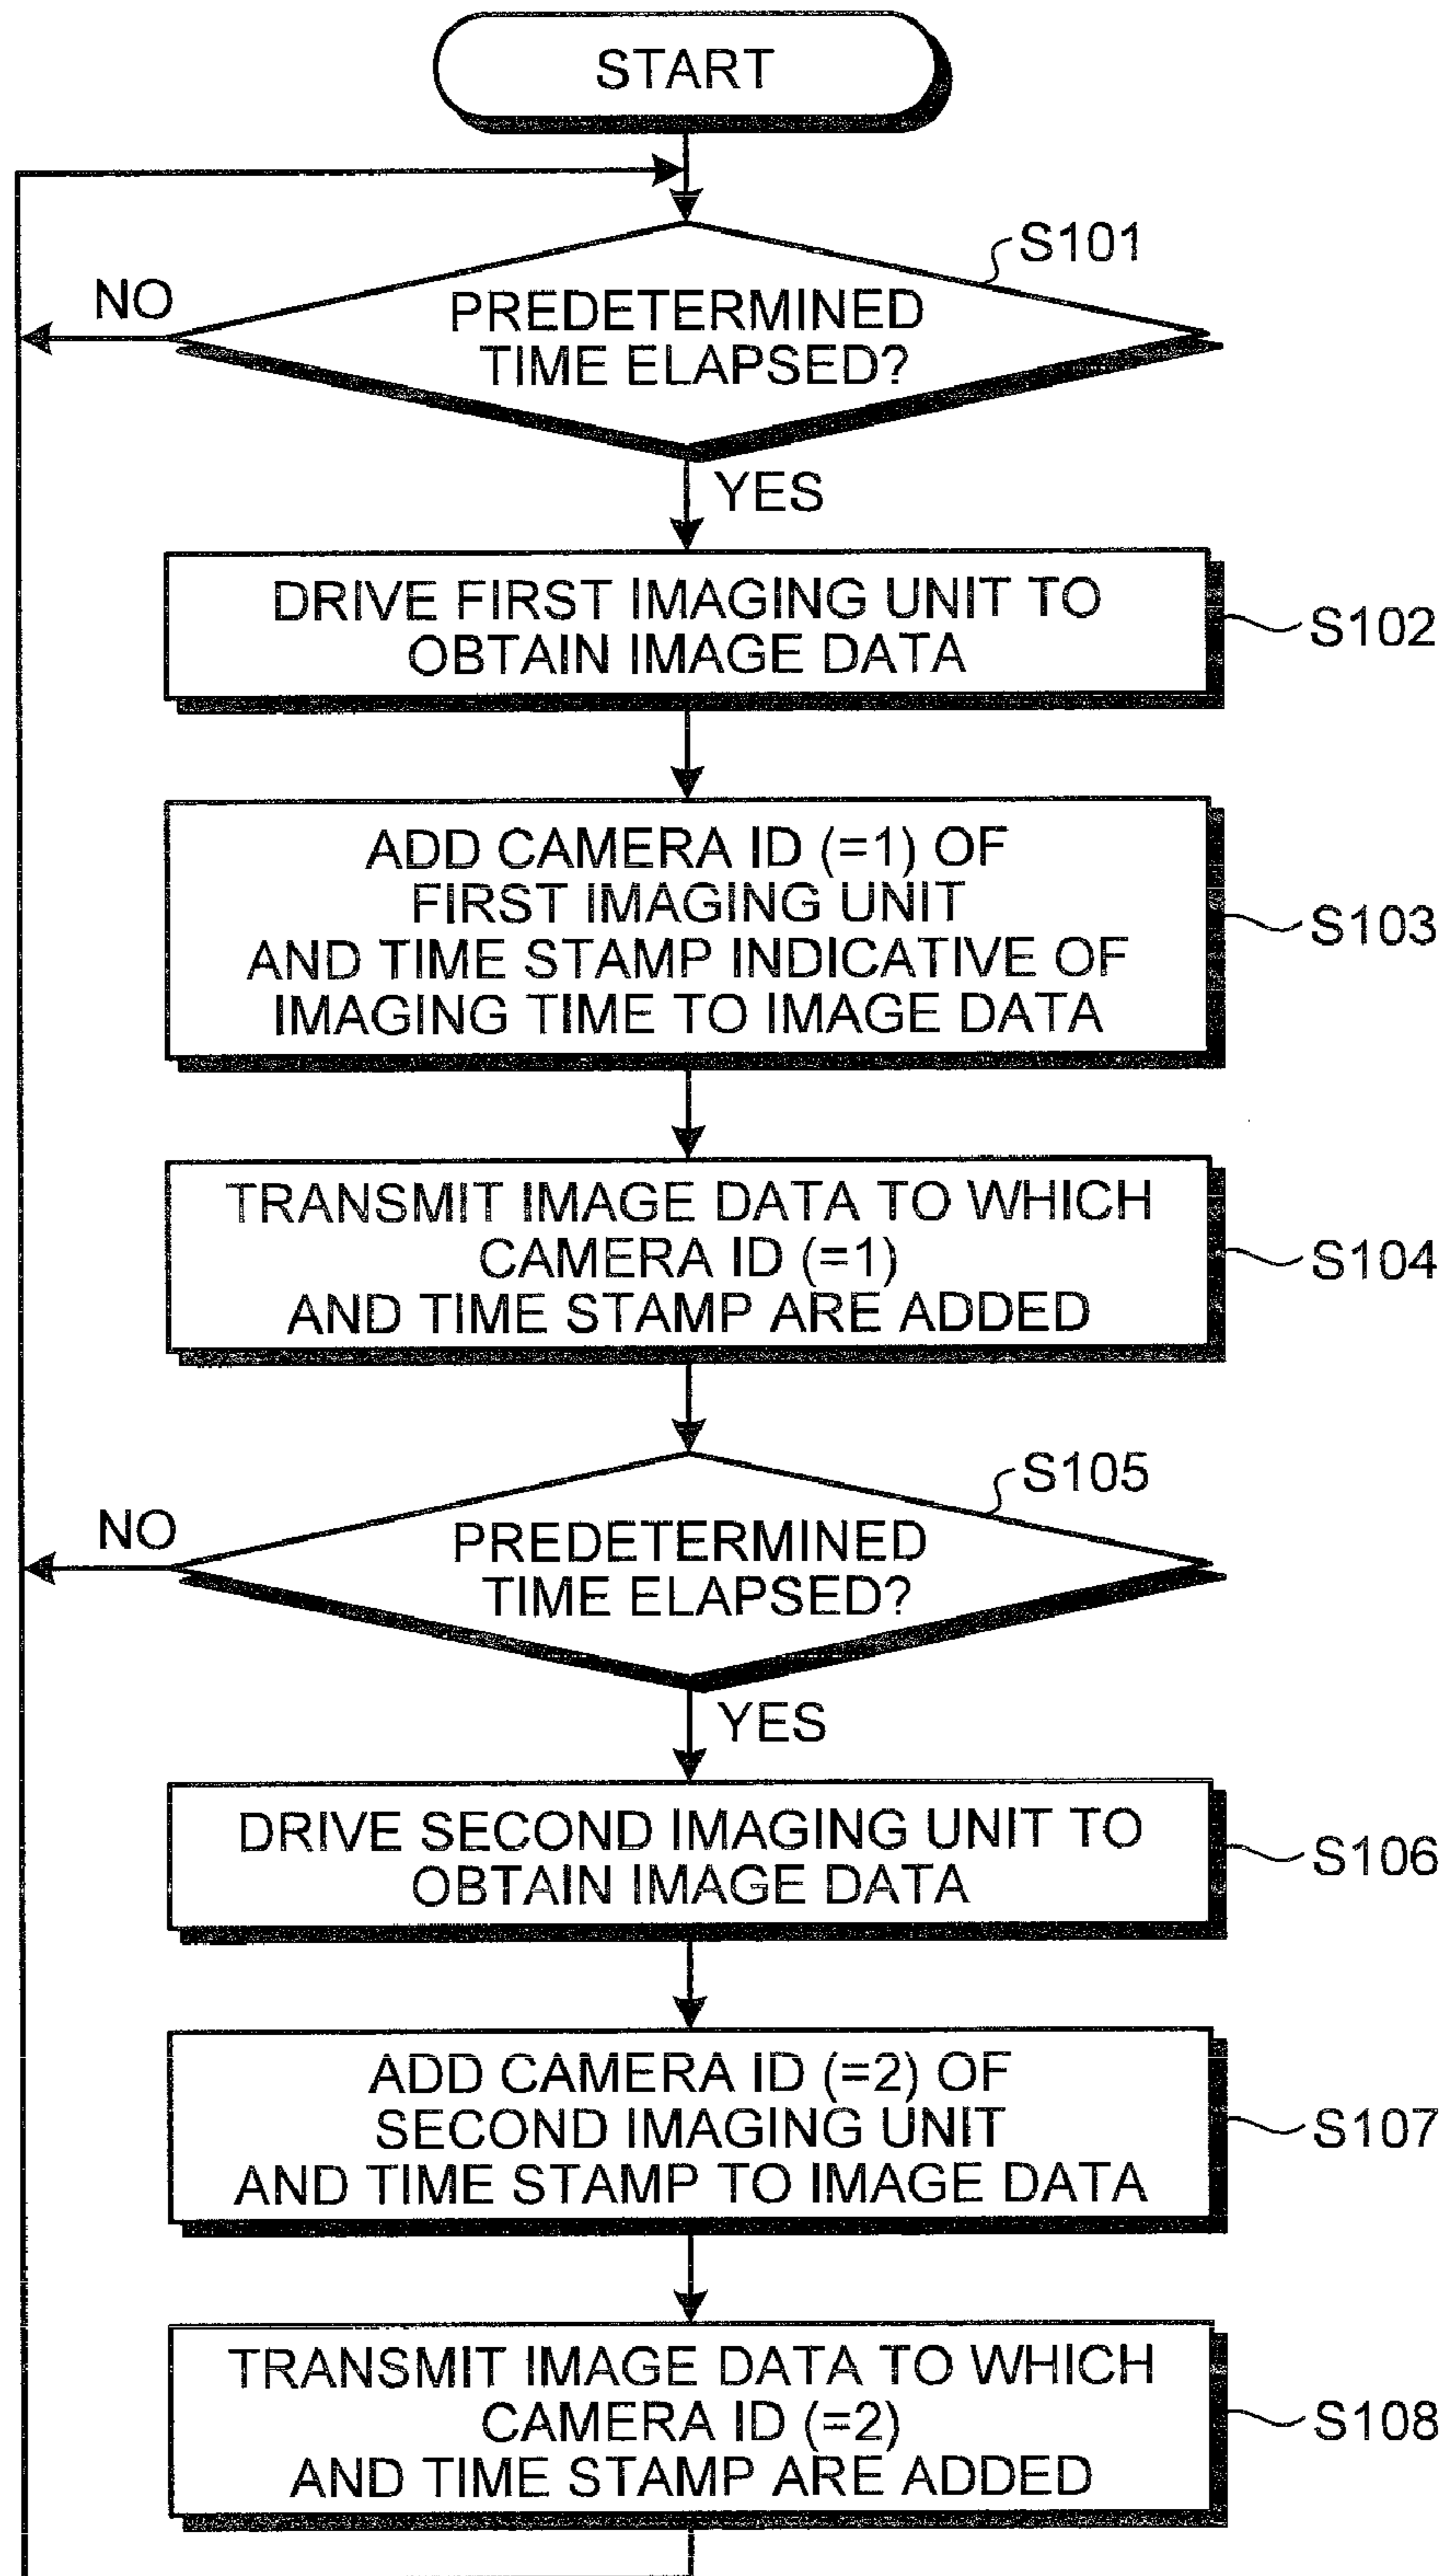 START
S101
NO
PREDETERMINED
TIME ELAPSED?
YES
DRIVE FIRST IMAGING UNIT TO
OBTAIN IMAGE DATA
S102
ADD CAMERA ID (=1) OF
FIRST IMAGING UNIT
AND TIME STAMP INDICATIVE OF
IMAGING TIME TO IMAGE DATA
S103
TRANSMIT IMAGE DATA TO WHICH
CAMERA ID (=1)
AND TIME STAMP ARE ADDED
S104
S105
NO
PREDETERMINED
TIME ELAPSED?
YES
DRIVE SECOND IMAGING UNIT TO
OBTAIN IMAGE DATA
S106
ADD CAMERA ID (=2) OF
SECOND IMAGING UNIT
AND TIME STAMP TO IMAGE DATA
S107
TRANSMIT IMAGE DATA TO WHICH
CAMERA ID (=2)
AND TIME STAMP ARE ADDED
S108